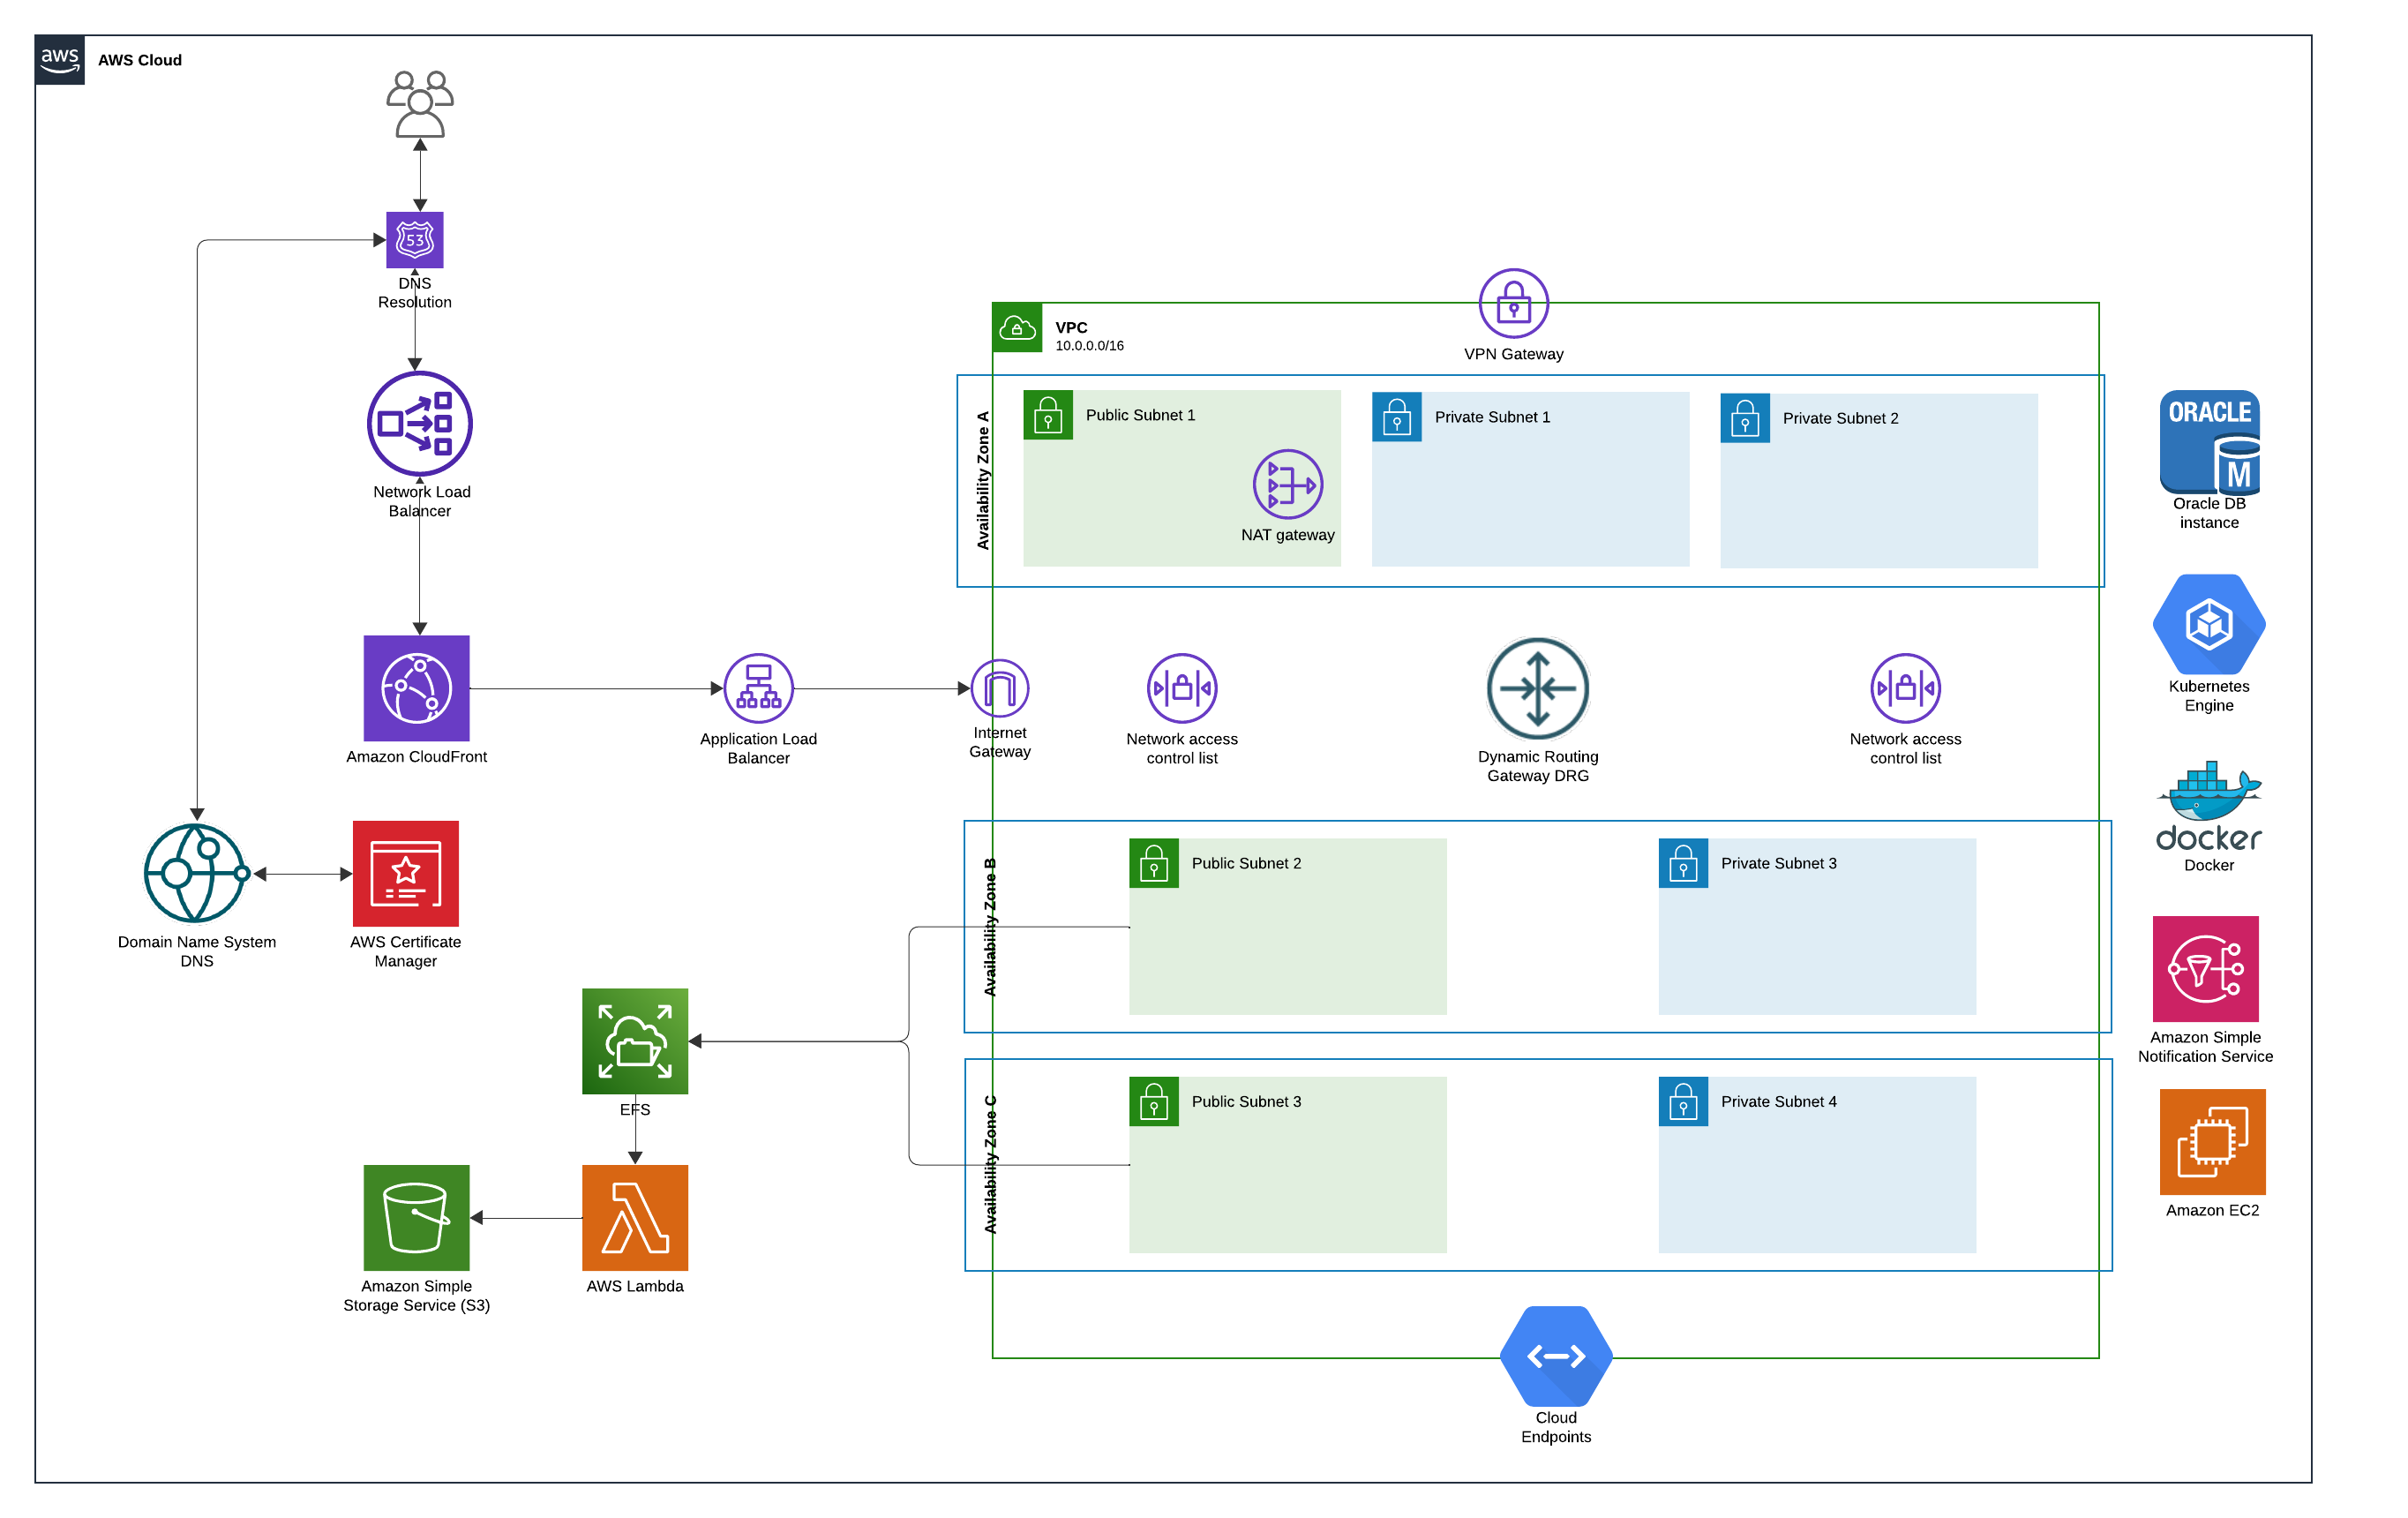 aws
AWS Cloud
53
DNS
Resolution
VPC
10.0.0.0/16
VPN Gateway
Availability Zone A
Public Subnet 1
Private Subnet 1
Private Subnet 2
NAT gateway
ORACLE
M
Oracle DB
instance
Network Load
Balancer
Kubernetes
Engine
Amazon CloudFront
Application Load
Balancer
Internet
Gateway
Network access
control list
Dynamic Routing
Gateway DRG
Network access
control list
docker
Docker
Domain Name System
DNS
AWS Certificate
Manager
Availability Zone B
Public Subnet 2
Private Subnet 3
Amazon Simple
Notification Service
EFS
Availability Zone C
Public Subnet 3
Private Subnet 4
Amazon EC2
Amazon Simple
Storage Service (S3)
AWS Lambda
Cloud
Endpoints